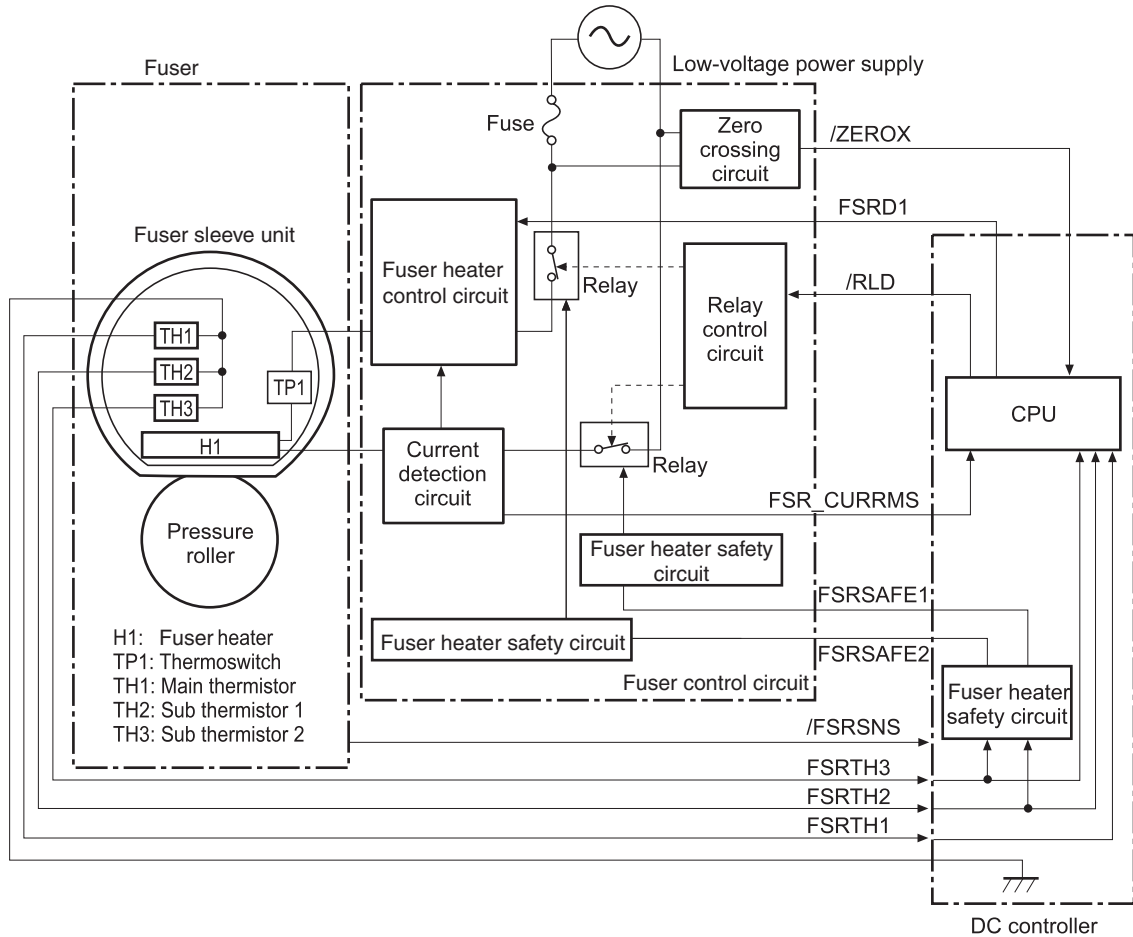 Fuser
Low-voltage power supply
Fuse
Zero
crossing
circuit
/ZEROX
FSRD1
Fuser sleeve unit
Fuser heater
control circuit
Relay
Relay
control
circuit
/RLD
TH1
TH2
TH3
TP1
H1
CPU
Current
detection
circuit
Relay
FSR_CURRMS
Pressure
roller
Fuser heater safety
circuit
FSRSAFE1
Fuser heater safety circuit
FSRSAFE2
Fuser control circuit
Fuser heater
safety circuit
H1: Fuser heater
TP1: Thermoswitch
TH1: Main thermistor
TH2: Sub thermistor 1
TH3: Sub thermistor 2
/FSRSNS
FSRTH3
FSRTH2
FSRTH1
DC controller